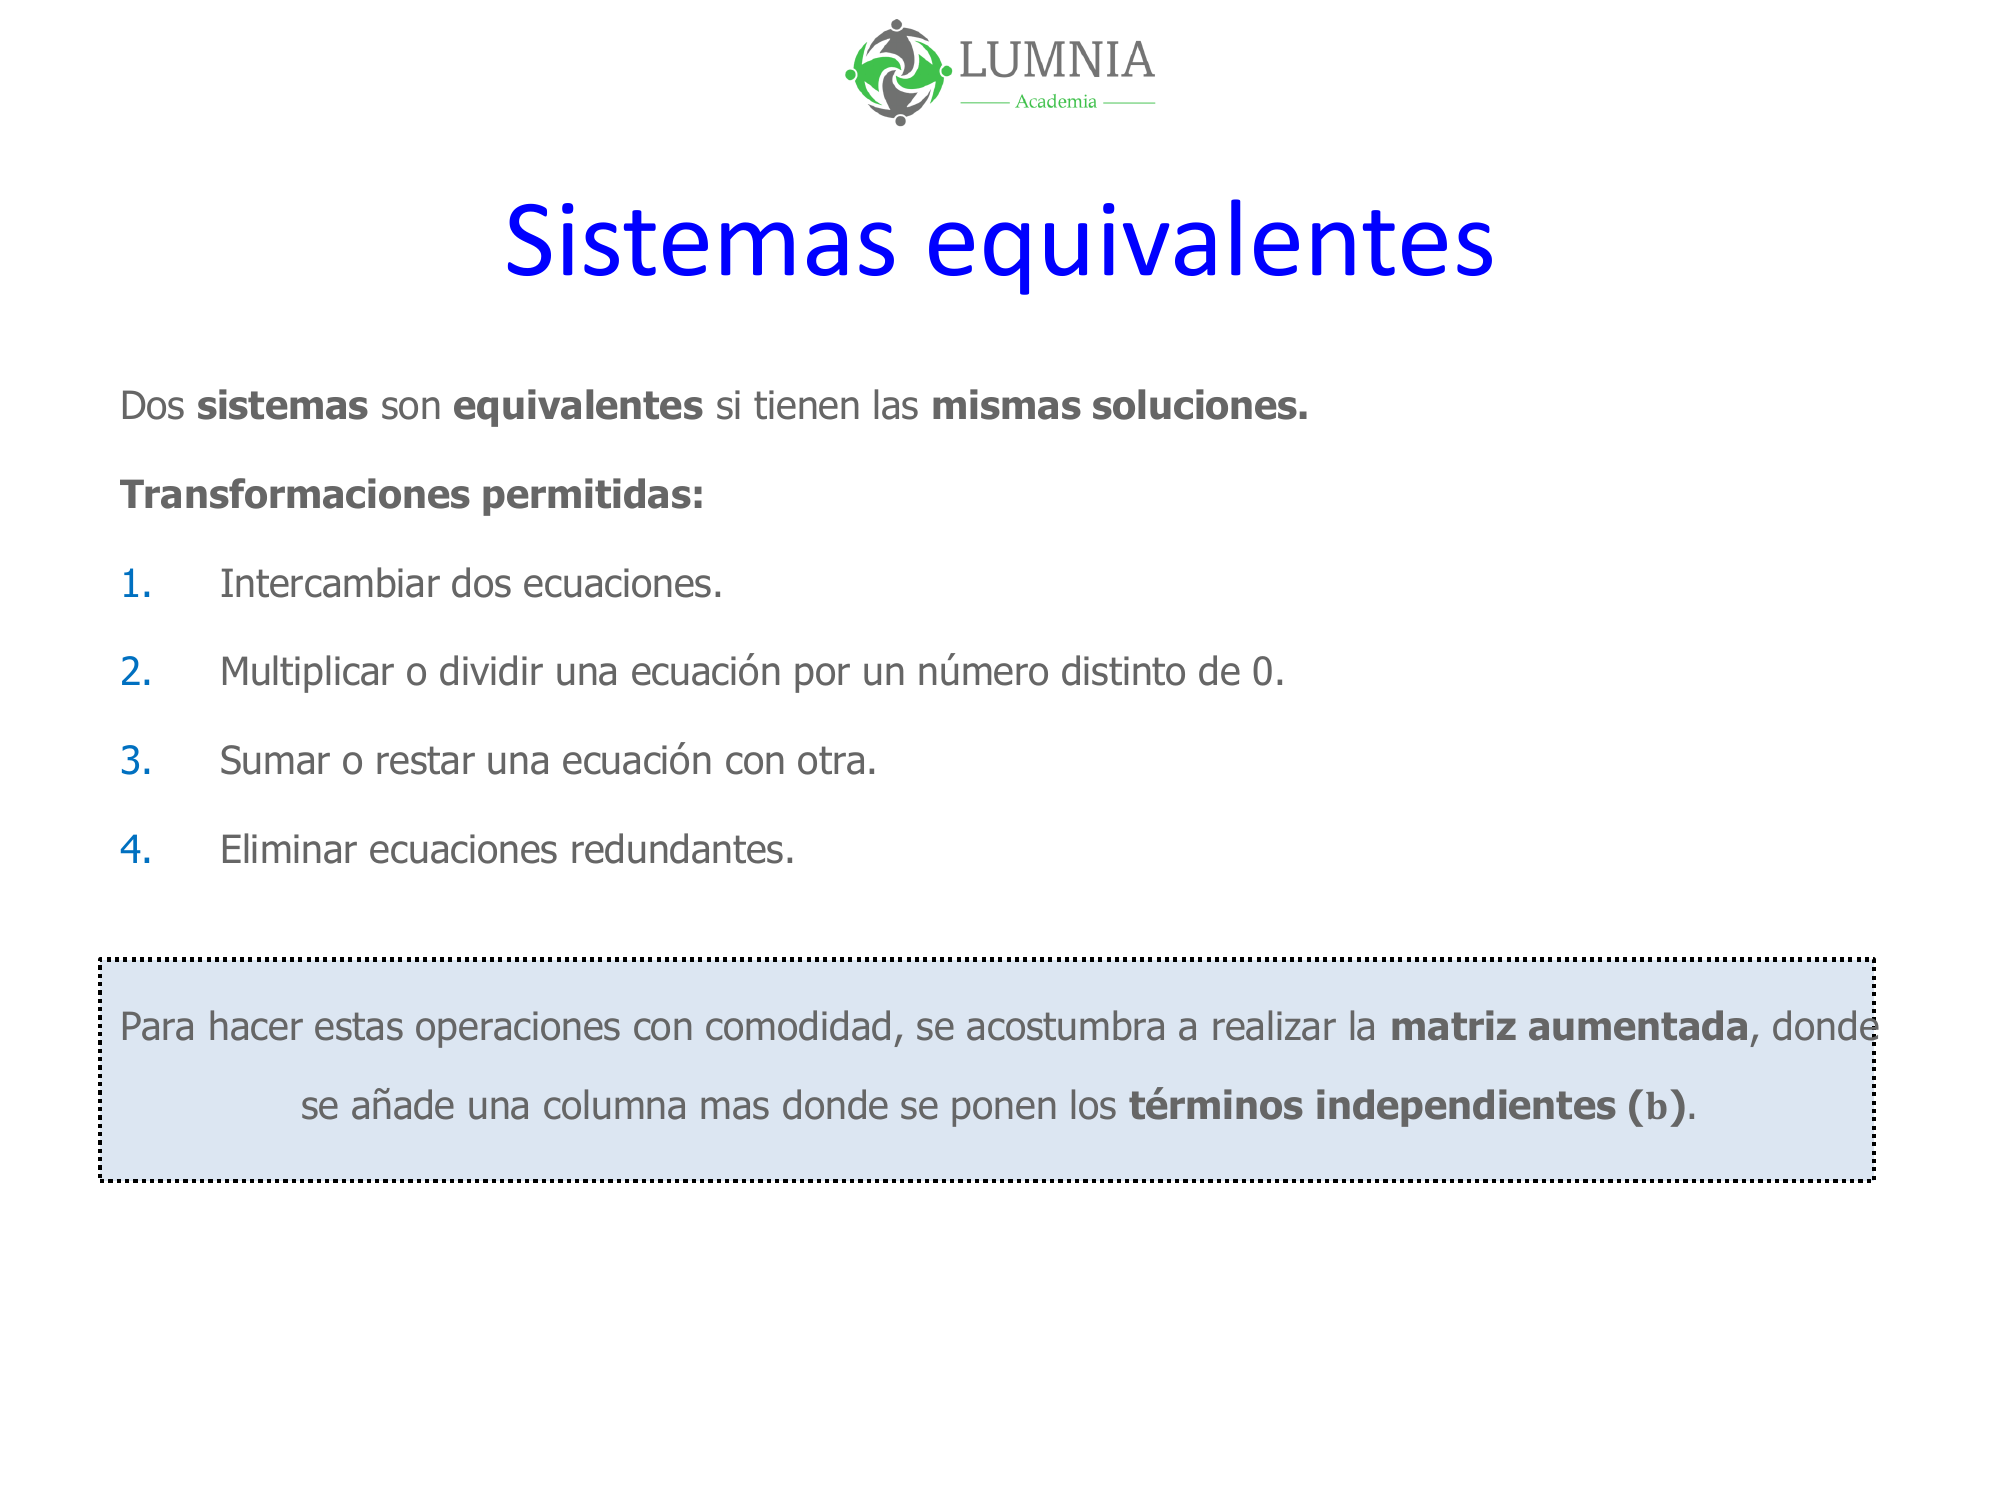 LUMNIA
Academia
Sistemas equivalentes
Dos sistemas son equivalentes si tienen las mismas soluciones.
Transformaciones permitidas:
1. Intercambiar dos ecuaciones.
2. Multiplicar o dividir una ecuación por un número distinto de 0.
3. Sumar o restar una ecuación con otra.
4. Eliminar ecuaciones redundantes.
Para hacer estas operaciones con comodidad, se acostumbra a realizar la matriz aumentada, donde
se añade una columna mas donde se ponen los términos independientes (b).